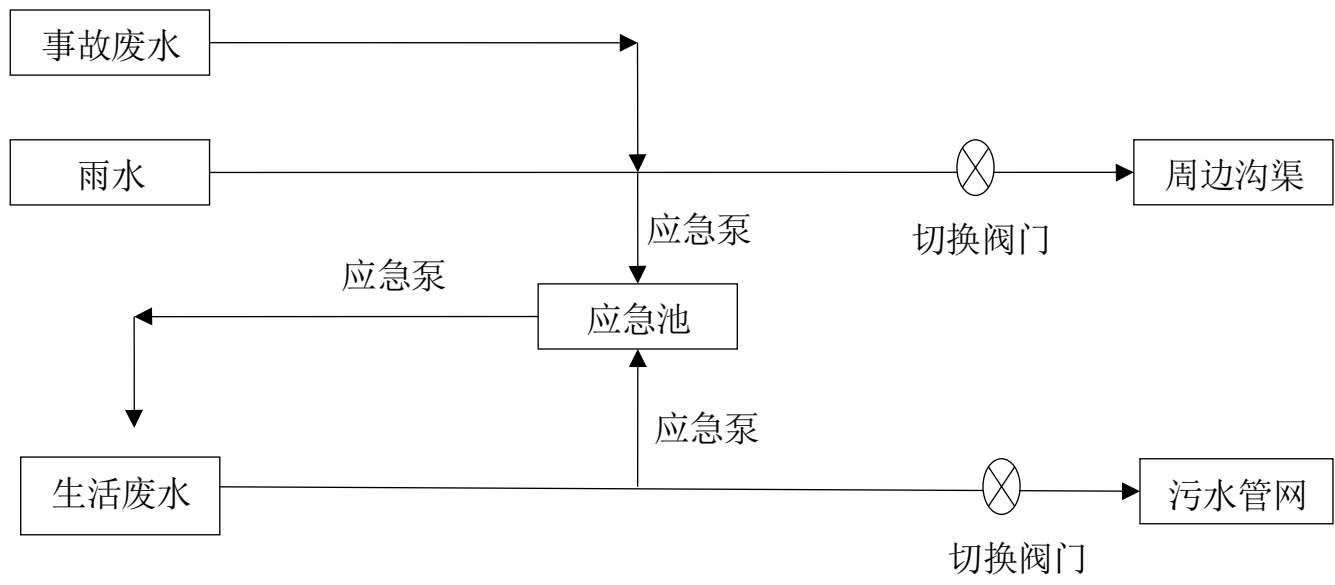 事故废水
雨水
周边沟渠
应急泵
切换阀门
应急泵
应急池
应急泵
生活废水
污水管网
切换阀门